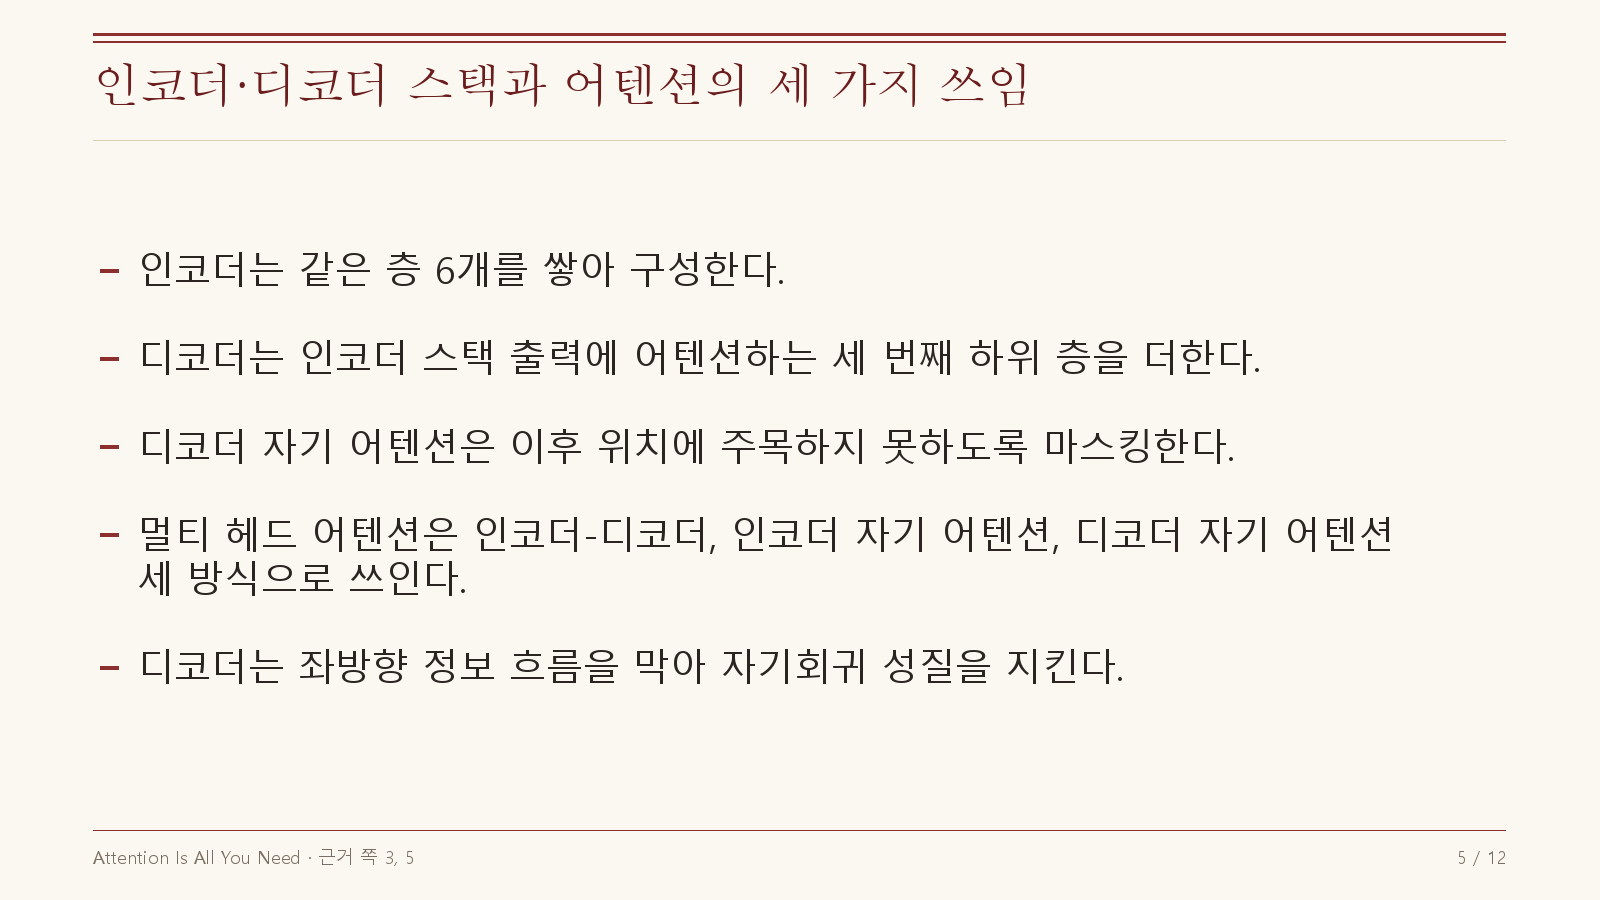 인코더·디코더 스택과 어텐션의 세 가지 쓰임
– 인코더는 같은 층 6개를 쌓아 구성한다.
– 디코더는 인코더 스택 출력에 어텐션하는 세 번째 하위 층을 더한다.
– 디코더 자기 어텐션은 이후 위치에 주목하지 못하도록 마스킹한다.
– 멀티 헤드 어텐션은 인코더-디코더, 인코더 자기 어텐션, 디코더 자기 어텐션
세 방식으로 쓰인다.
– 디코더는 좌방향 정보 흐름을 막아 자기회귀 성질을 지킨다.
Attention Is All You Need · 근거 쪽 3, 5
5 / 12